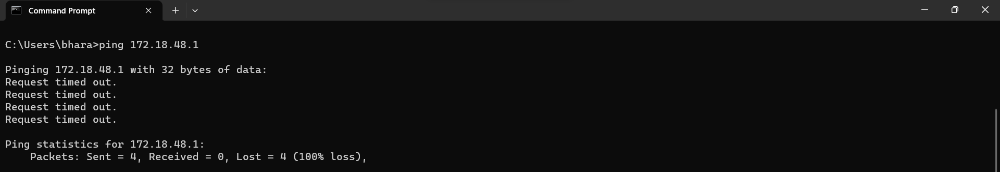 Command Prompt
C:\Users\bhara>ping 172.18.48.1
Pinging 172.18.48.1 with 32 bytes of data:
Request timed out.
Request timed out.
Request timed out.
Request timed out.
Ping statistics for 172.18.48.1:
    Packets: Sent = 4, Received = 0, Lost = 4 (100% loss),